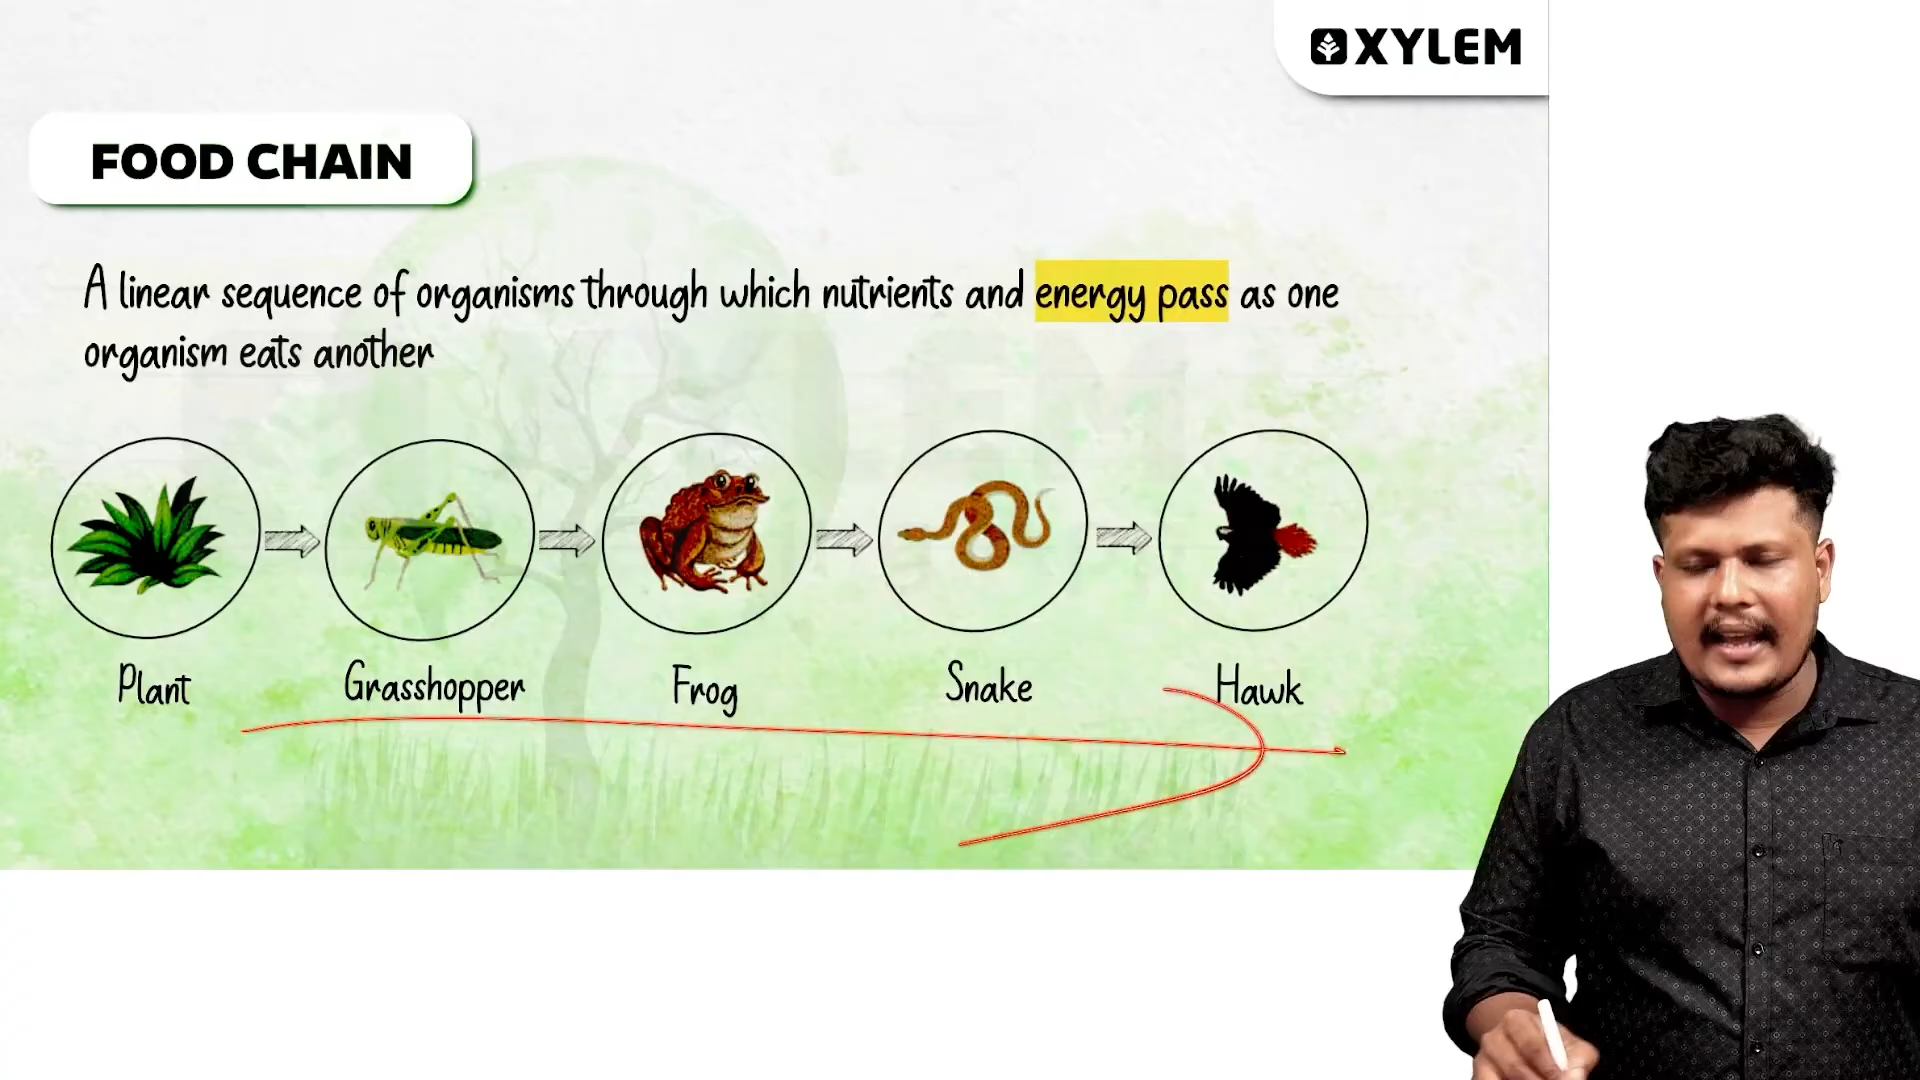 XYLEM
FOOD CHAIN
A linear sequence of organisms through which nutrients and energy pass as one
organism eats another
Plant
Grasshopper
Frog
Snake
Hawk